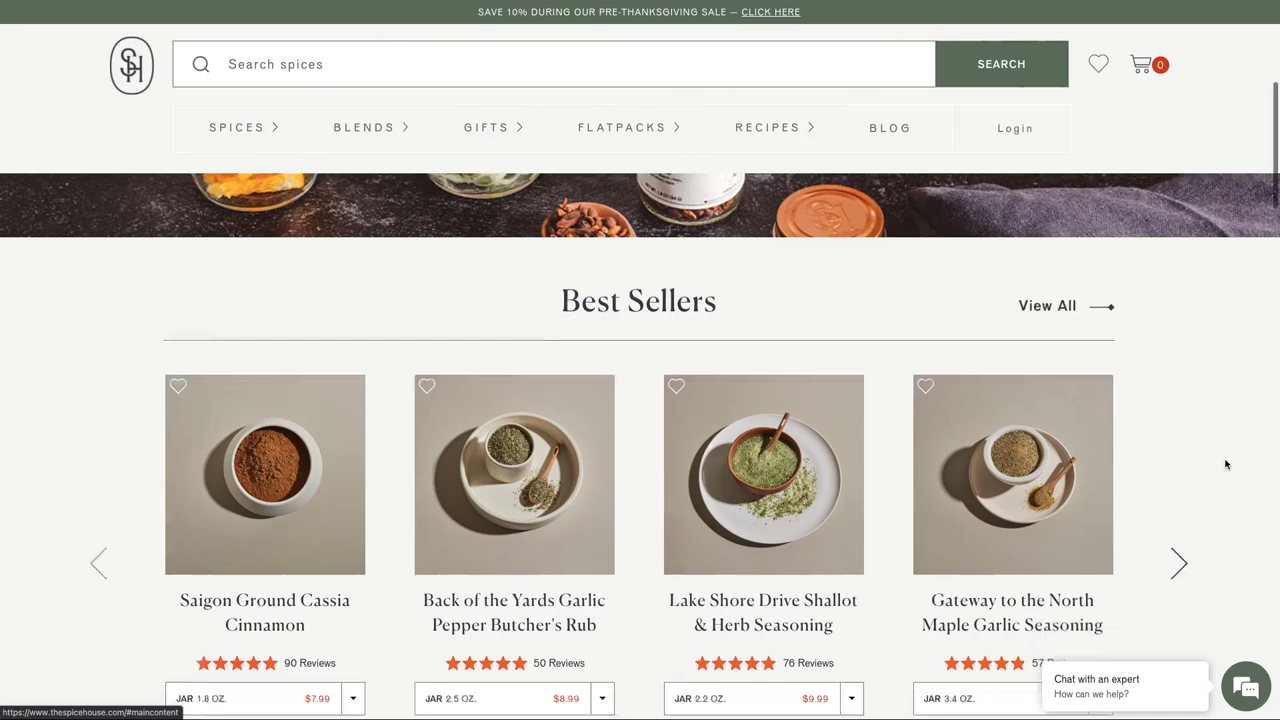 SAVE 10% DURING OUR PRE-THANKSGIVING SALE — CLICK HERE
SH
Search spices
SEARCH
0
SPICES
BLENDS
GIFTS
FLATPACKS
RECIPES
BLOG
Login
Best Sellers
View All
Saigon Ground Cassia
Cinnamon
90 Reviews
JAR 1.8 OZ. $7.99
Back of the Yards Garlic
Pepper Butcher's Rub
50 Reviews
JAR 2.5 OZ. $8.99
Lake Shore Drive Shallot
& Herb Seasoning
76 Reviews
JAR 2.2 OZ. $9.99
Gateway to the North
Maple Garlic Seasoning
57
JAR 3.4 OZ.
Chat with an expert
How can we help?
https://www.thespicehouse.com/#maincontent